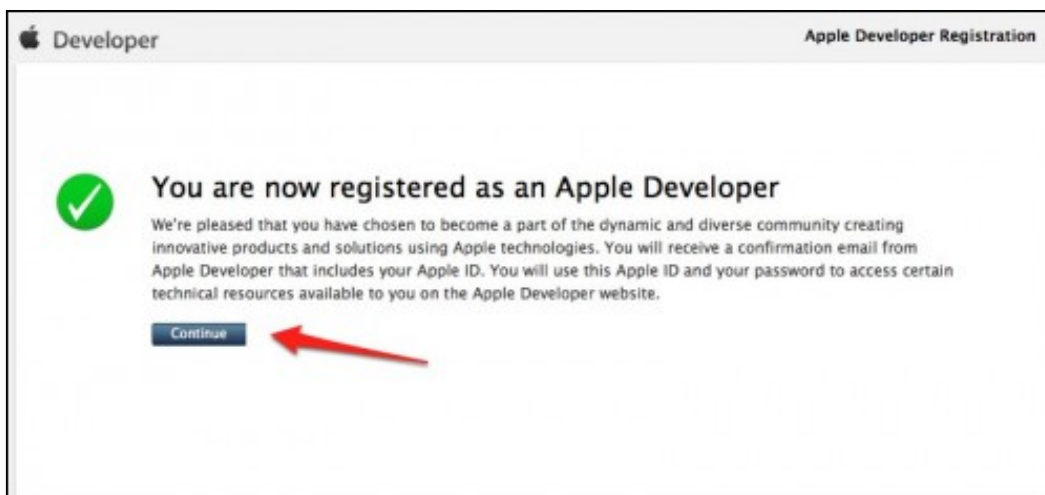 Developer
Apple Developer Registration
You are now registered as an Apple Developer
We're pleased that you have chosen to become a part of the dynamic and diverse community creating
innovative products and solutions using Apple technologies. You will receive a confirmation email from
Apple Developer that includes your Apple ID. You will use this Apple ID and your password to access certain
technical resources available to you on the Apple Developer website.
Continue